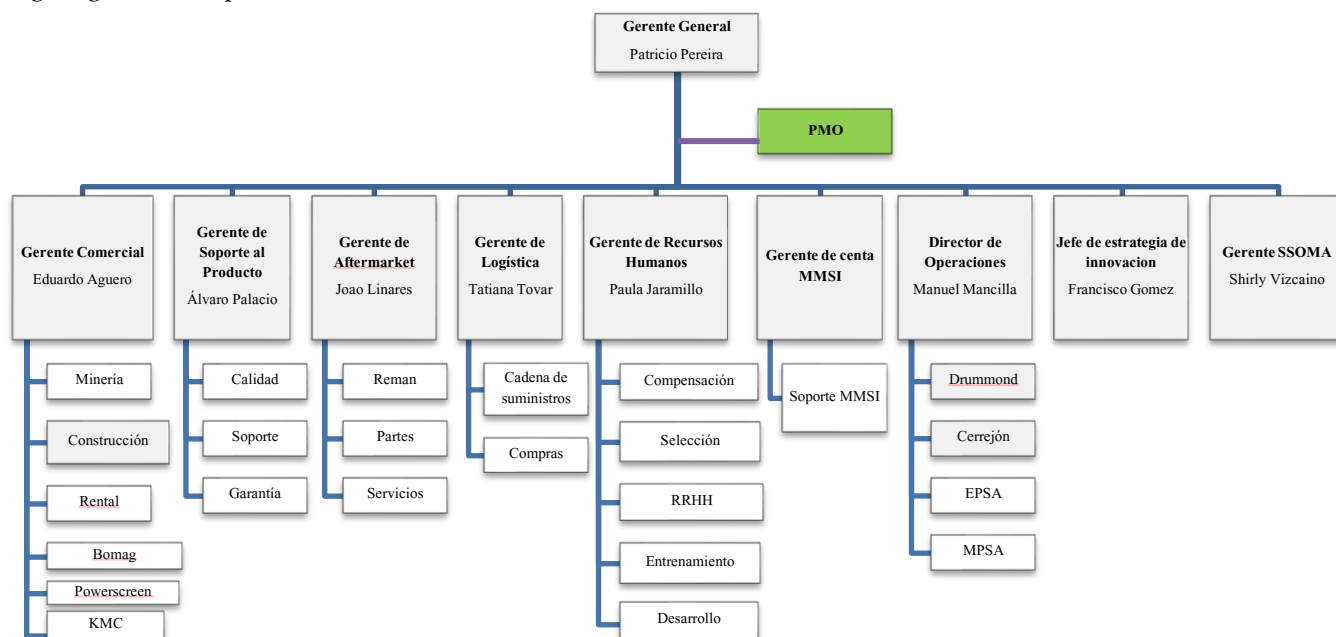 Gerente General
Patricio Pereira
PMO
Gerente Comercial
Eduardo Aguero
Gerente de
Soporte al
Producto
Álvaro Palacio
Gerente de
Aftermarket
Joao Linares
Gerente de
Logística
Tatiana Tovar
Gerente de Recursos
Humanos
Paula Jaramillo
Gerente de centa
MMSI
Director de
Operaciones
Manuel Mancilla
Jefe de estrategia de
innovacion
Francisco Gomez
Gerente SSOMA
Shirly Vizcaino
Minería
Construcción
Rental
Bomag
Powerscreen
KMC
Calidad
Soporte
Garantía
Reman
Partes
Servicios
Cadena de
suministros
Compras
Compensación
Selección
RRHH
Entrenamiento
Desarrollo
Soporte MMSI
Drummond
Cerrejón
EPSA
MPSA